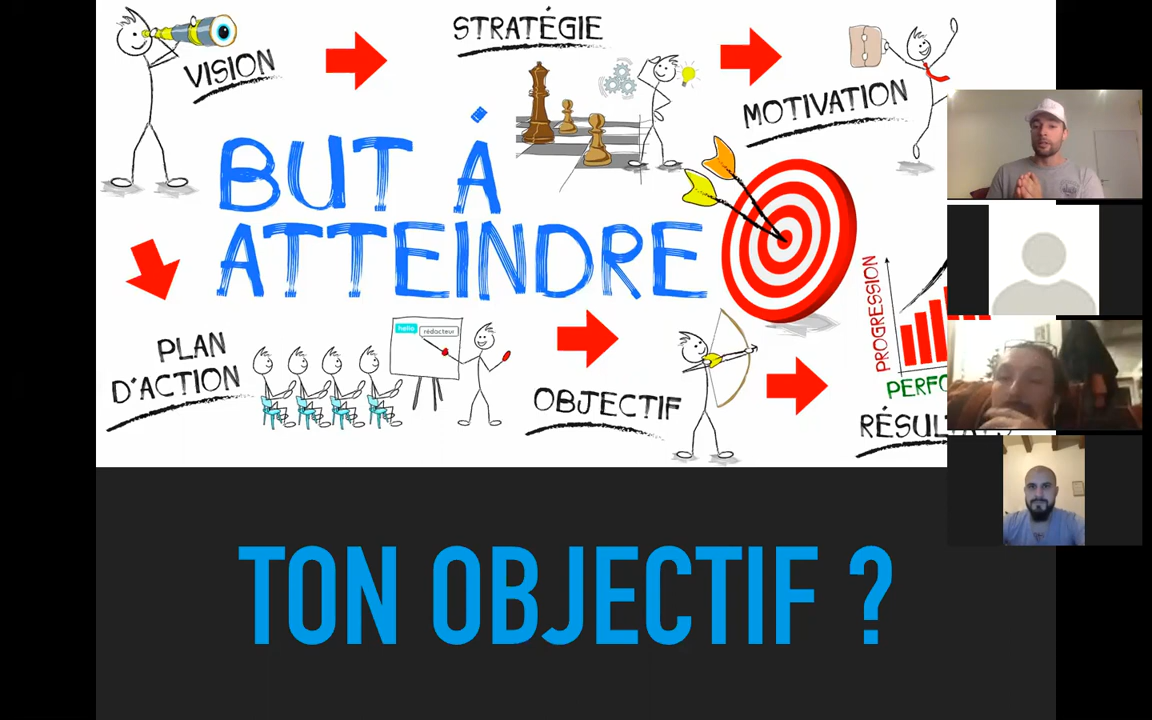 STRATÉGIE
VISION
MOTIVATION
BUT À
ATTEINDRE
PROGRESSION
hello rédacteur
PLAN
D'ACTION
OBJECTIF
TON OBJECTIF ?